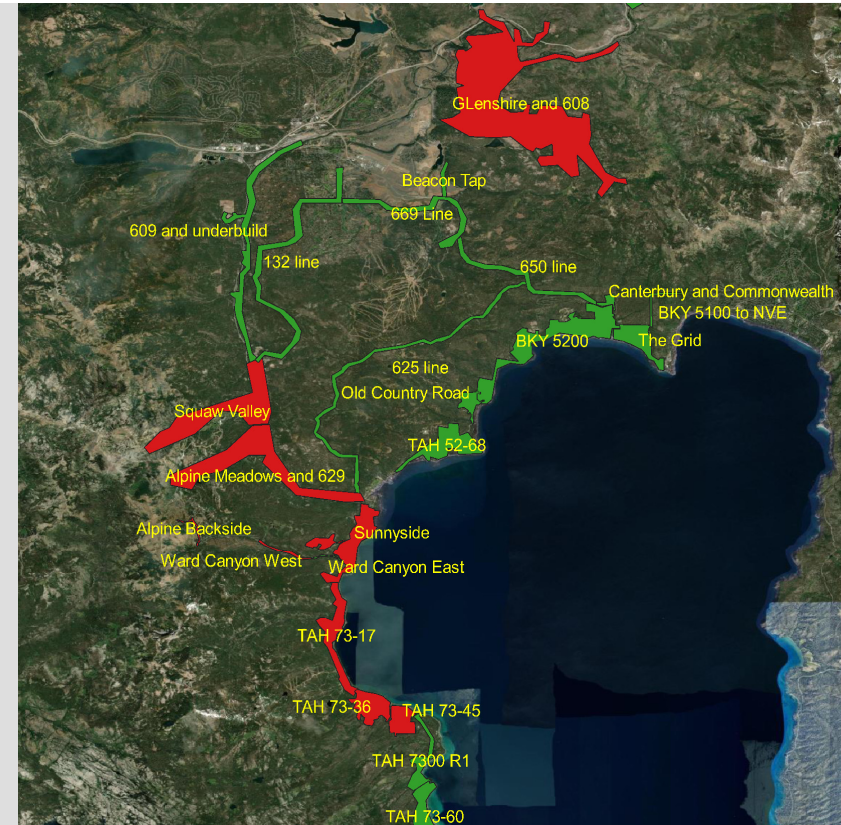 GLenshire and 608
Beacon Tap
669 Line
609 and underbuild
132 line
650 line
Canterbury and Commonwealth
BKY 5100 to NVE
BKY 5200
The Grid
625 line
Old Country Road
Squaw Valley
TAH 52-68
Alpine Meadows and 629
Alpine Backside
Sunnyside
Ward Canyon West
Ward Canyon East
TAH 73-17
TAH 73-36
TAH 73-45
TAH 7300 R1
TAH 73-60